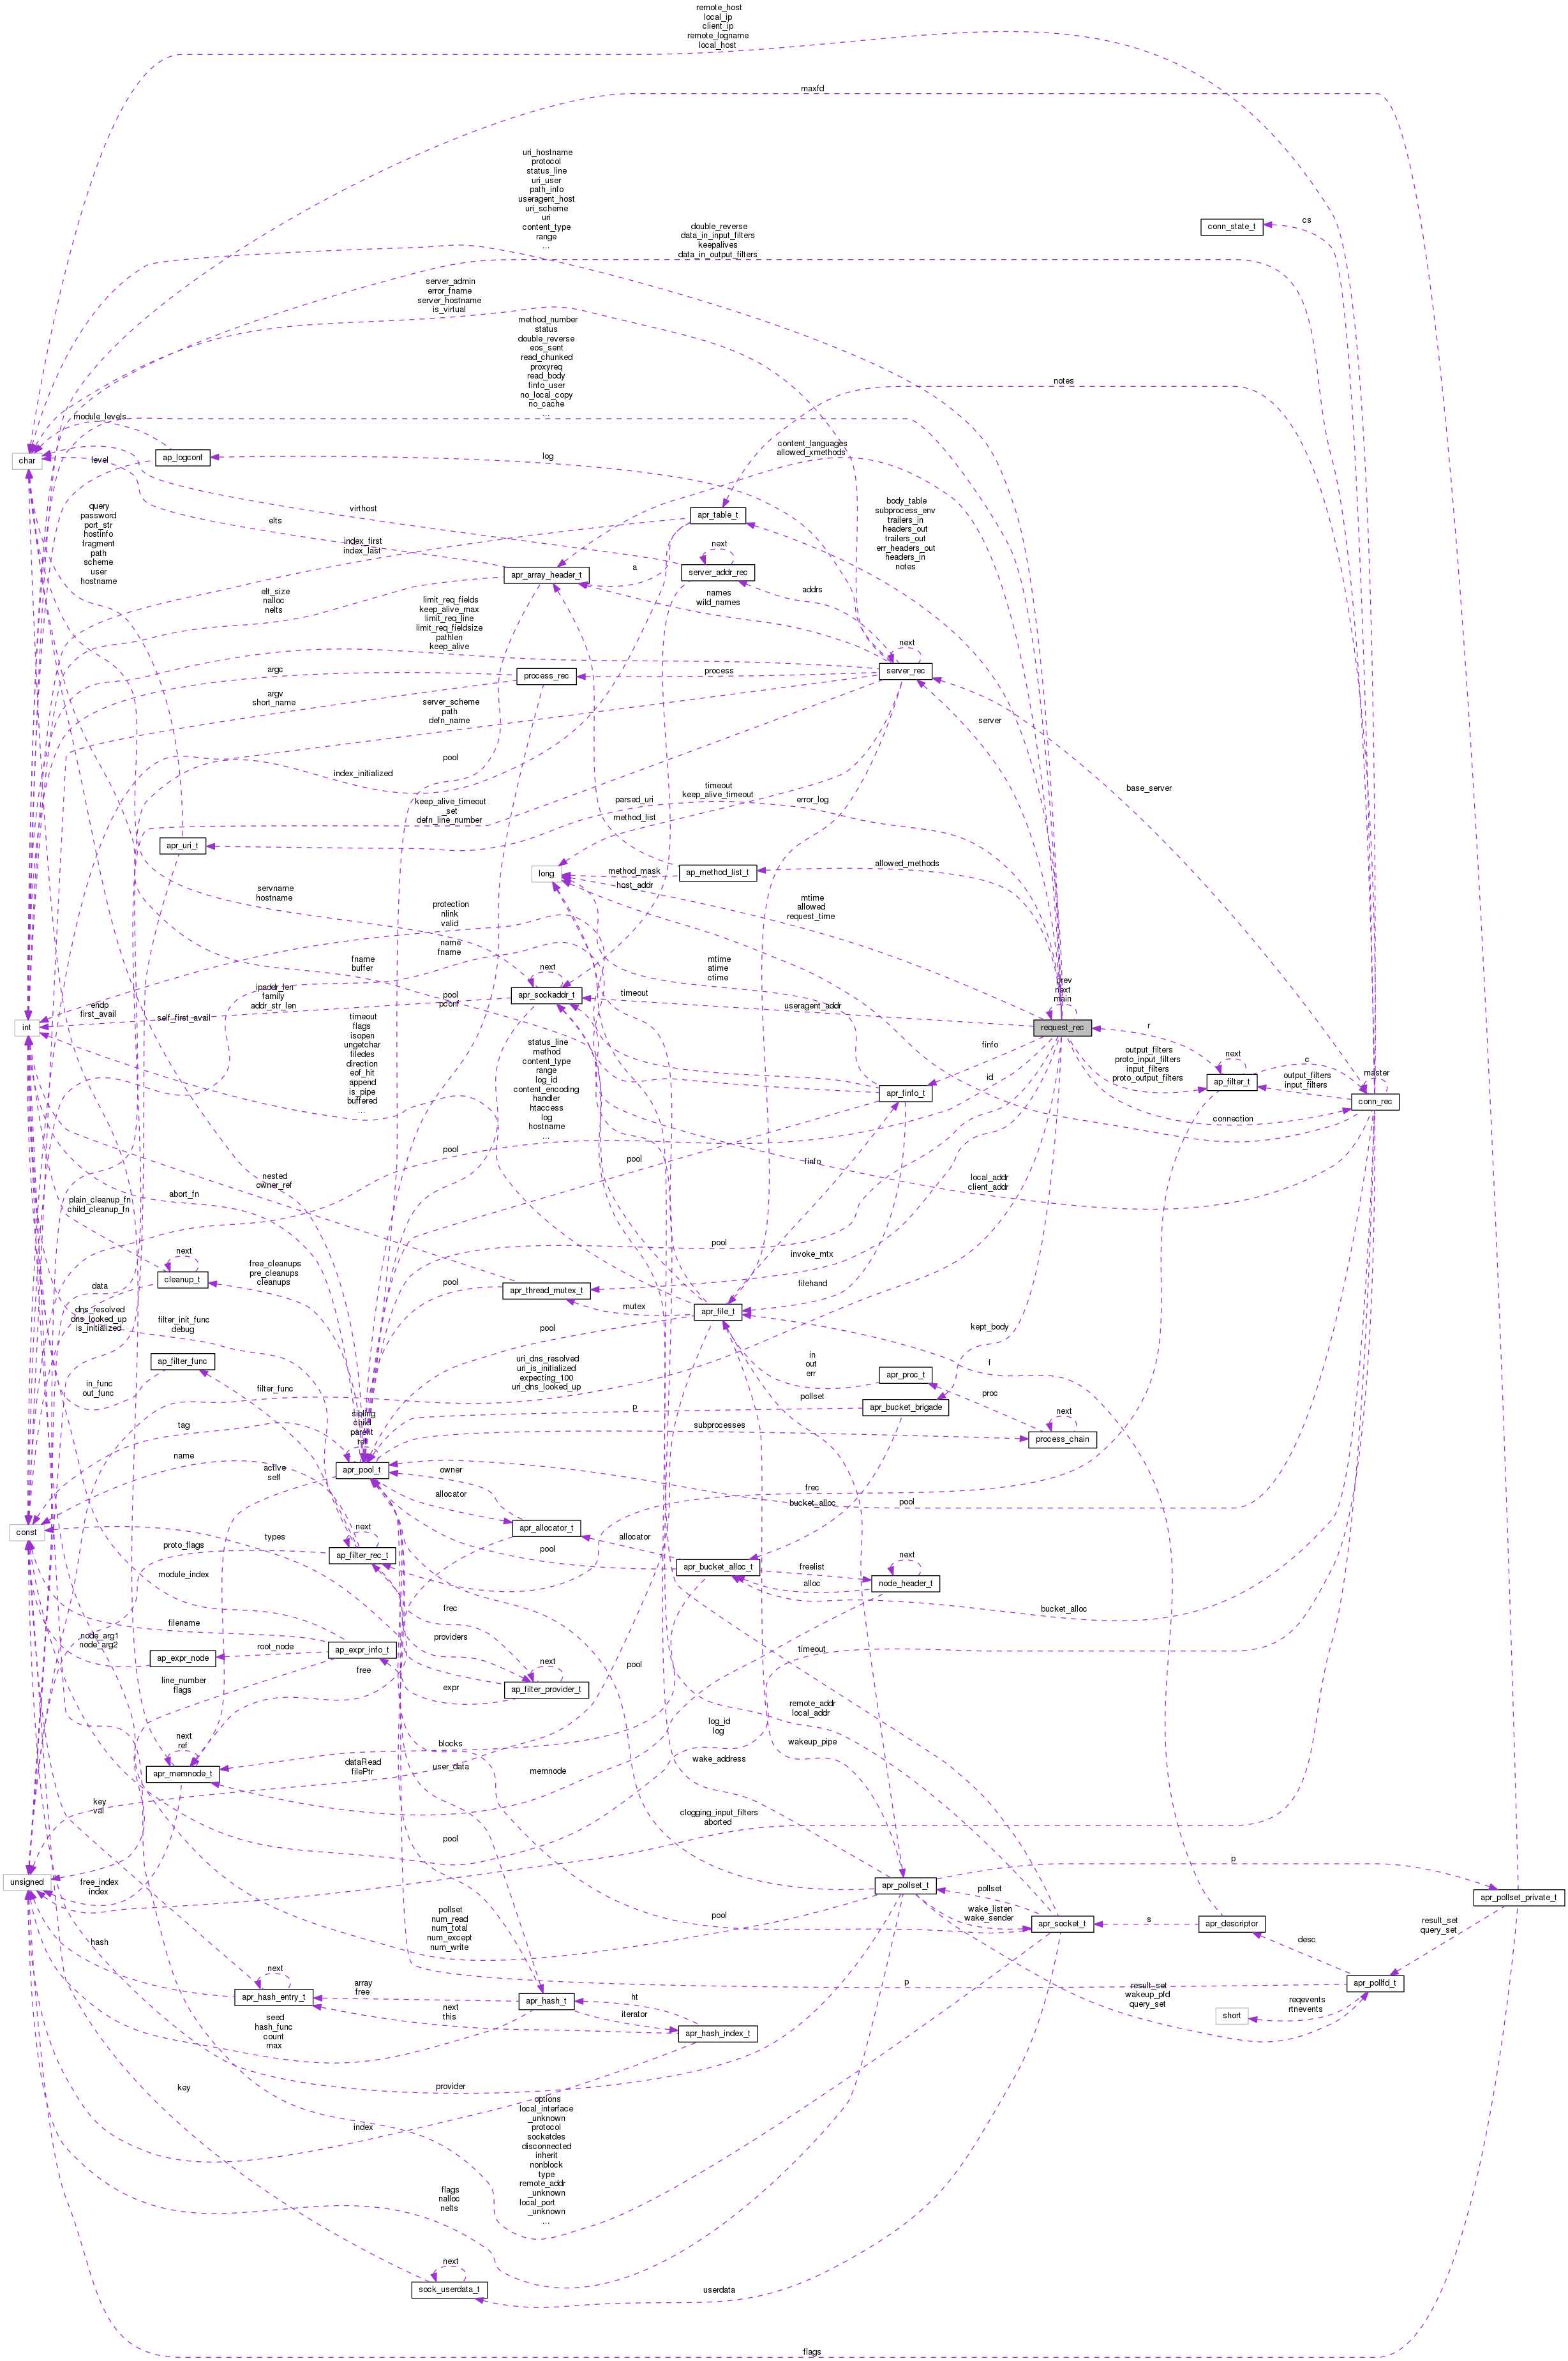 remote_host
local_ip
client_ip
remote_logname
local_host
maxfd
uri_hostname
protocol
status_line
uri_user
path_info
useragent_host
uri_scheme
uri
content_type
range
...
conn_state_t
cs
double_reverse
data_in_input_filters
keepalives
data_in_output_filters
server_admin
error_fname
server_hostname
is_virtual
method_number
status
double_reverse
eos_sent
read_chunked
proxyreq
read_body
finfo_user
no_local_copy
no_cache
...
notes
module_levels
char
level
ap_logconf
log
content_languages
allowed_xmethods
query
password
port_str
hostinfo
fragment
path
scheme
user
hostname
virthost
elts
index_first
index_last
apr_table_t
body_table
subprocess_env
trailers_in
headers_out
trailers_out
err_headers_out
headers_in
notes
apr_array_header_t
a
next
server_addr_rec
addrs
names
wild_names
elt_size
nalloc
nelts
limit_req_fields
keep_alive_max
limit_req_line
limit_req_fieldsize
pathlen
keep_alive
next
server_rec
argc
process_rec
process
argv
short_name
server_scheme
path
defn_name
server
pool
index_initialized
keep_alive_timeout
_set
defn_line_number
parsed_uri
timeout
keep_alive_timeout
error_log
base_server
method_list
apr_uri_t
long
method_mask
ap_method_list_t
allowed_methods
host_addr
servname
hostname
mtime
allowed
request_time
protection
nlink
valid
name
fname
fname
buffer
mtime
atime
ctime
next
apr_sockaddr_t
ipaddr_len
family
addr_str_len
pool
pconf
timeout
useragent_addr
prev
next
main
request_rec
r
int
endp
first_avail
self_first_avail
timeout
flags
isopen
ungetchar
filedes
direction
eof_hit
append
is_pipe
buffered
...
status_line
method
content_type
range
log_id
content_encoding
handler
htaccess
log
hostname
...
finfo
output_filters
proto_input_filters
input_filters
proto_output_filters
next
ap_filter_t
c
output_filters
input_filters
master
conn_rec
id
apr_finfo_t
connection
pool
pool
finfo
local_addr
client_addr
nested
owner_ref
abort_fn
plain_cleanup_fn
child_cleanup_fn
pool
invoke_mtx
next
cleanup_t
free_cleanups
pre_cleanups
cleanups
pool
apr_thread_mutex_t
filehand
data
mutex
apr_file_t
kept_body
dns_resolved
dns_looked_up
is_initialized
filter_init_func
debug
pool
in
out
err
ap_filter_func
uri_dns_resolved
uri_is_initialized
expecting_100
uri_dns_looked_up
f
apr_proc_t
in_func
out_func
filter_func
pollset
proc
sibling
child
parent
ref
p
apr_bucket_brigade
next
process_chain
tag
subprocesses
name
apr_pool_t
active
self
owner
allocator
frec
bucket_alloc
pool
const
types
apr_allocator_t
allocator
pool
proto_flags
next
ap_filter_rec_t
apr_bucket_alloc_t
freelist
alloc
next
node_header_t
module_index
bucket_alloc
filename
frec
providers
node_arg1
node_arg2
ap_expr_node
root_node
ap_expr_info_t
timeout
pool
free
expr
next
ap_filter_provider_t
line_number
flags
remote_addr
local_addr
log_id
log
next
ref
blocks
wakeup_pipe
apr_memnode_t
dataRead
filePtr
user_data
memnode
wake_address
key
val
clogging_input_filters
aborted
pool
p
unsigned
free_index
index
apr_pollset_t
apr_pollset_private_t
pollset
num_read
num_total
num_except
num_write
pool
wake_listen
wake_sender
pollset
apr_socket_t
s
apr_descriptor
result_set
query_set
hash
desc
next
apr_hash_entry_t
array
free
apr_hash_t
p
result_set
wakeup_pfd
query_set
apr_pollfd_t
short
reqevents
rtnevents
seed
hash_func
count
max
next
this
ht
iterator
apr_hash_index_t
key
provider
index
options
local_interface
_unknown
protocol
socketdes
disconnected
inherit
nonblock
type
remote_addr
_unknown
local_port
_unknown
...
flags
nalloc
nelts
next
sock_userdata_t
userdata
flags